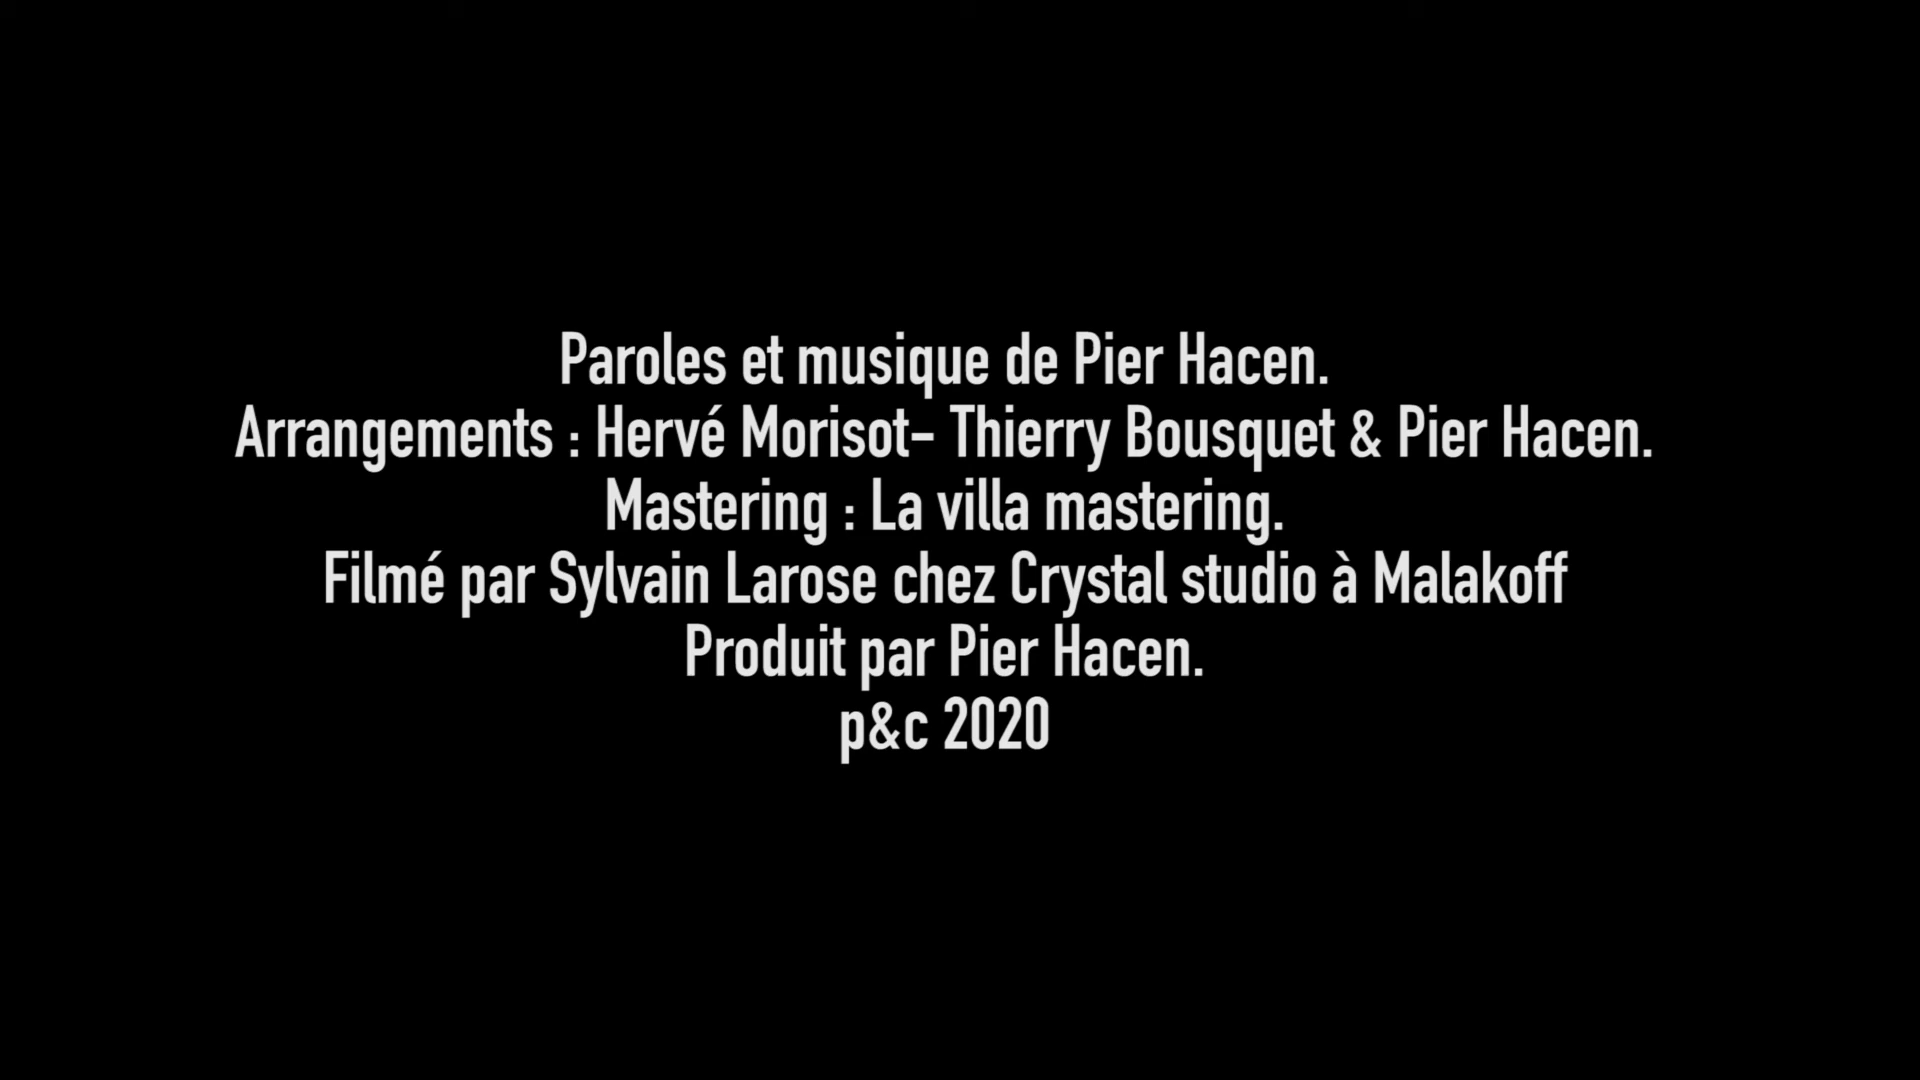 Paroles et musique de Pier Hacen.
Arrangements : Hervé Morisot- Thierry Bousquet & Pier Hacen.
Mastering : La villa mastering.
Filmé par Sylvain Larose chez Crystal studio à Malakoff
Produit par Pier Hacen.
p&c 2020